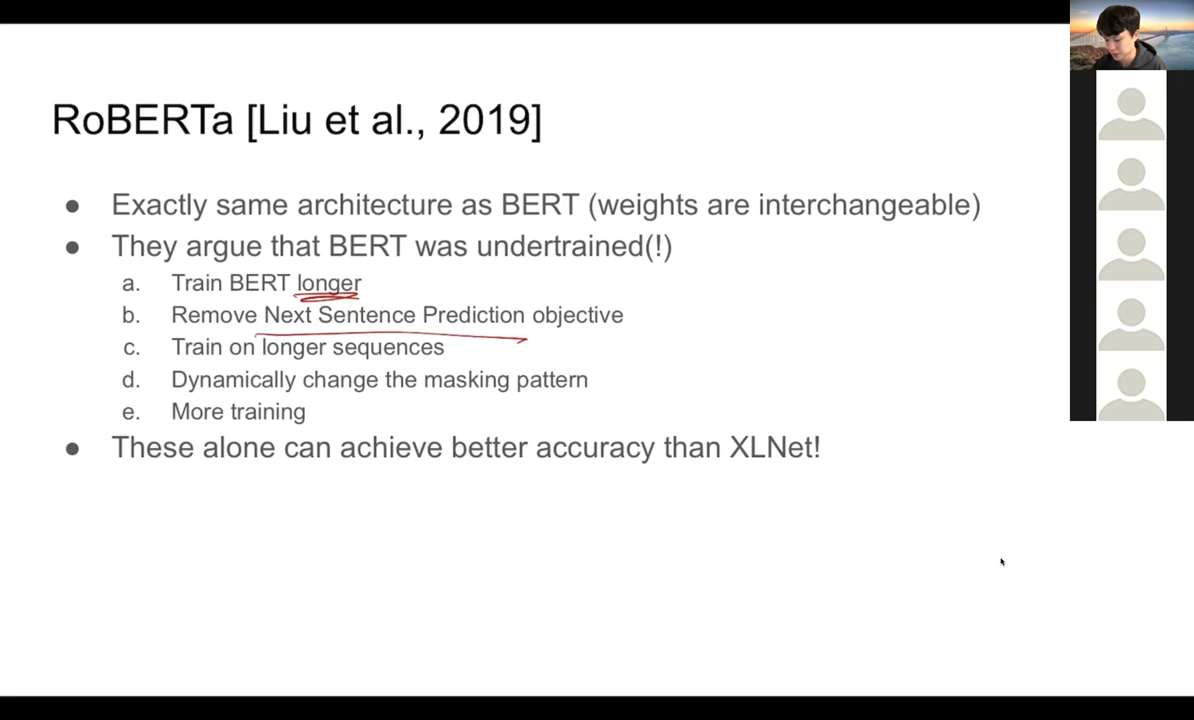 RoBERTa [Liu et al., 2019]
● Exactly same architecture as BERT (weights are interchangeable)
● They argue that BERT was undertrained(!)
a. Train BERT longer
b. Remove Next Sentence Prediction objective
c. Train on longer sequences
d. Dynamically change the masking pattern
e. More training
● These alone can achieve better accuracy than XLNet!